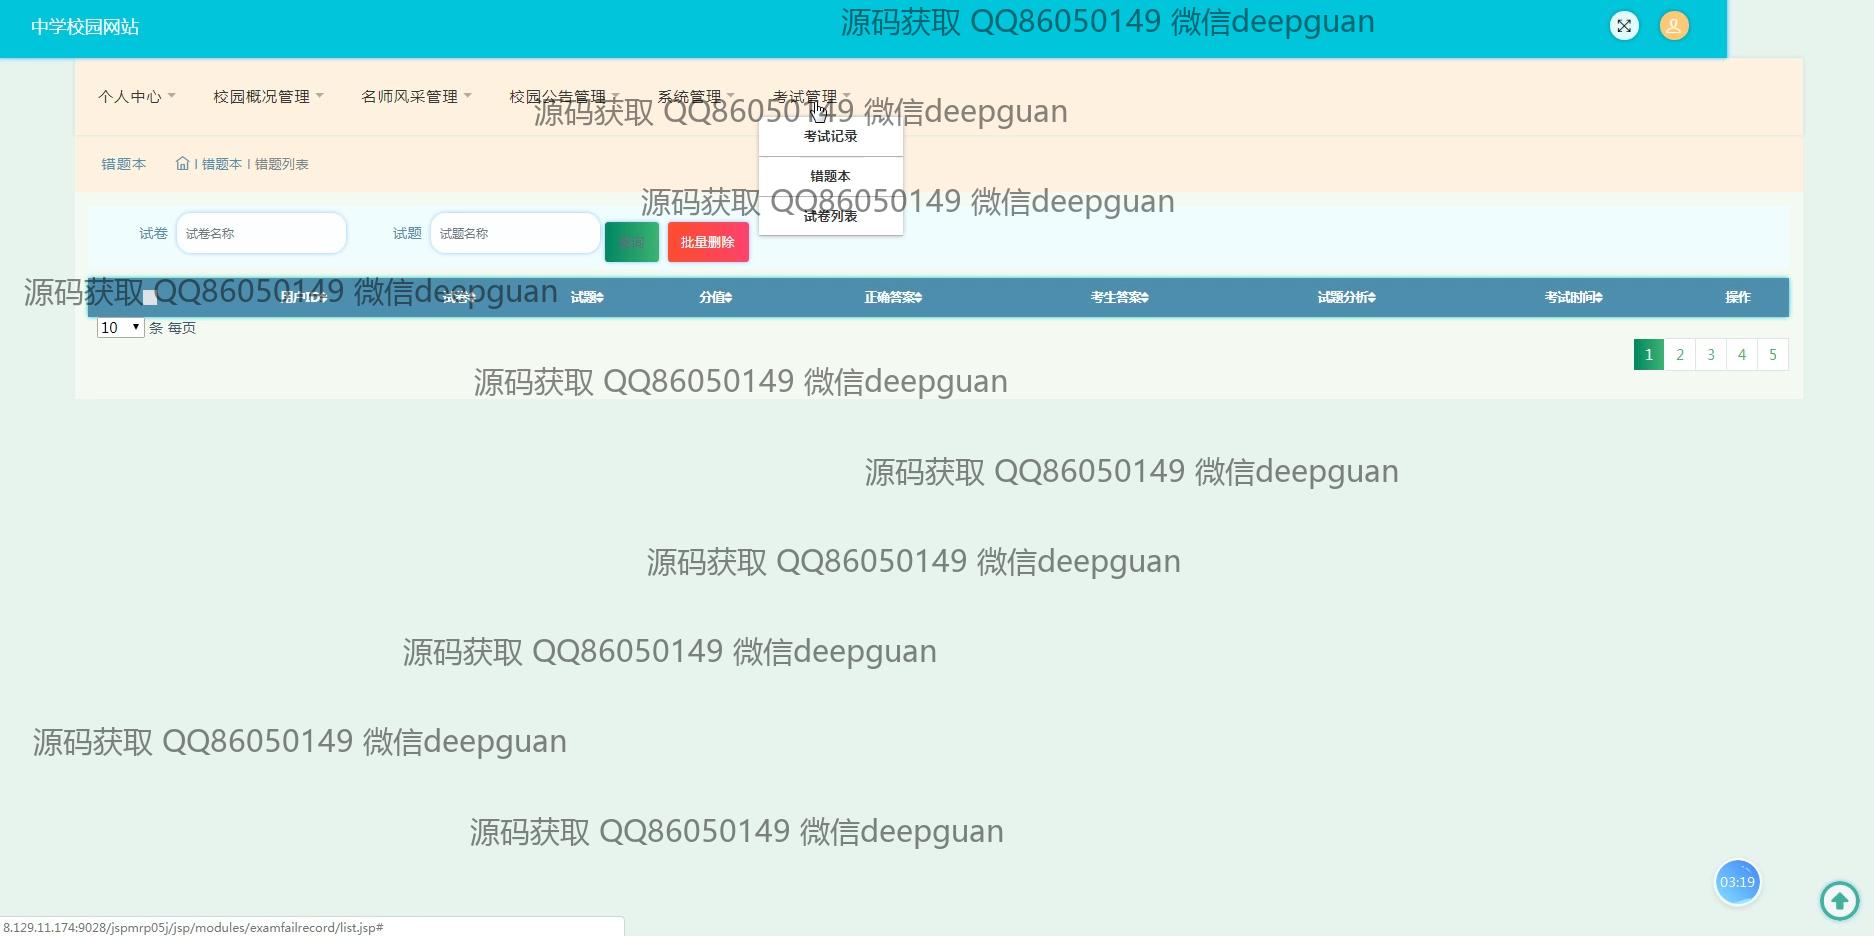 中学校园网站
源码获取 QQ86050149 微信deepguan
个人中心 校园概况管理 名师风采管理 校园公告管理 系统管理 考试管理
源码获取 QQ86050149 微信deepguan
考试记录
错题本 | 错题本 | 错题列表
错题本
源码获取 QQ86050149 微信deepguan
试卷列表
试卷 试卷名称 试题 试题名称 查询 批量删除
源码获取 QQ86050149 微信deepguan
用户ID 试卷 试题 分值 正确答案 考生答案 试题分析 考试时间 操作
10 条 每页
1 2 3 4 5
源码获取 QQ86050149 微信deepguan
源码获取 QQ86050149 微信deepguan
源码获取 QQ86050149 微信deepguan
源码获取 QQ86050149 微信deepguan
源码获取 QQ86050149 微信deepguan
源码获取 QQ86050149 微信deepguan
03:19
8.129.11.174:9028/jspmrp05j/jsp/modules/examfailrecord/list.jsp#